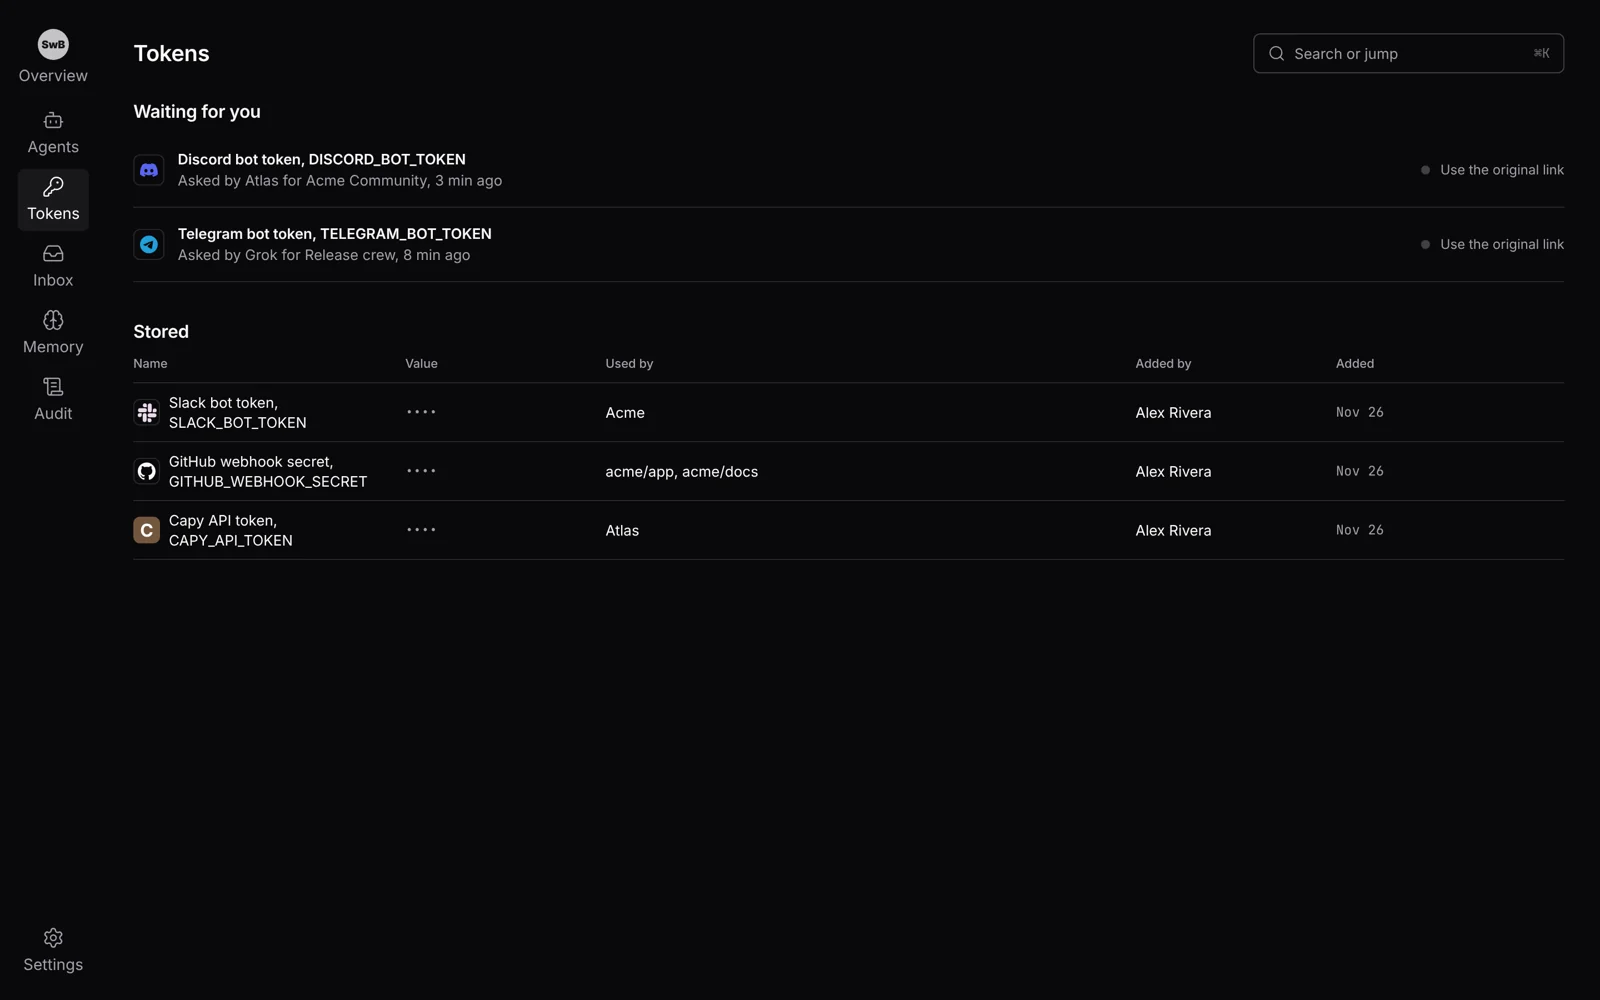 SwB
Overview
Agents
Tokens
Inbox
Memory
Audit
Settings
Tokens
Search or jump
⌘K
Waiting for you
Discord bot token, DISCORD_BOT_TOKEN
Asked by Atlas for Acme Community, 3 min ago
Use the original link
Telegram bot token, TELEGRAM_BOT_TOKEN
Asked by Grok for Release crew, 8 min ago
Use the original link
Stored
Name Value Used by Added by Added
Slack bot token,
SLACK_BOT_TOKEN
····
Acme
Alex Rivera
Nov 26
GitHub webhook secret,
GITHUB_WEBHOOK_SECRET
····
acme/app, acme/docs
Alex Rivera
Nov 26
C
Capy API token,
CAPY_API_TOKEN
····
Atlas
Alex Rivera
Nov 26